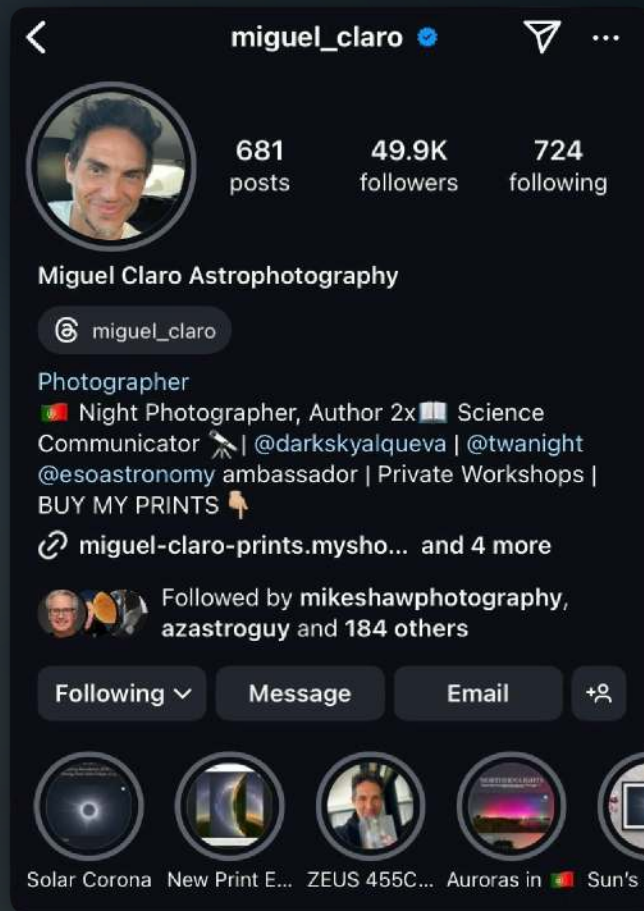 miguel_claro
681 49.9K 724
posts followers following
Miguel Claro Astrophotography
miguel_claro
Photographer
🇵🇹 Night Photographer, Author 2x📖 Science
Communicator 🔭| @darkskyalqueva | @twanight
@esoastronomy ambassador | Private Workshops |
BUY MY PRINTS 👇🏼
miguel-claro-prints.mysho... and 4 more
Followed by mikeshawphotography,
azastroguy and 184 others
Following Message Email
Solar Corona New Print E... ZEUS 455C... Auroras in 🇵🇹 Sun's